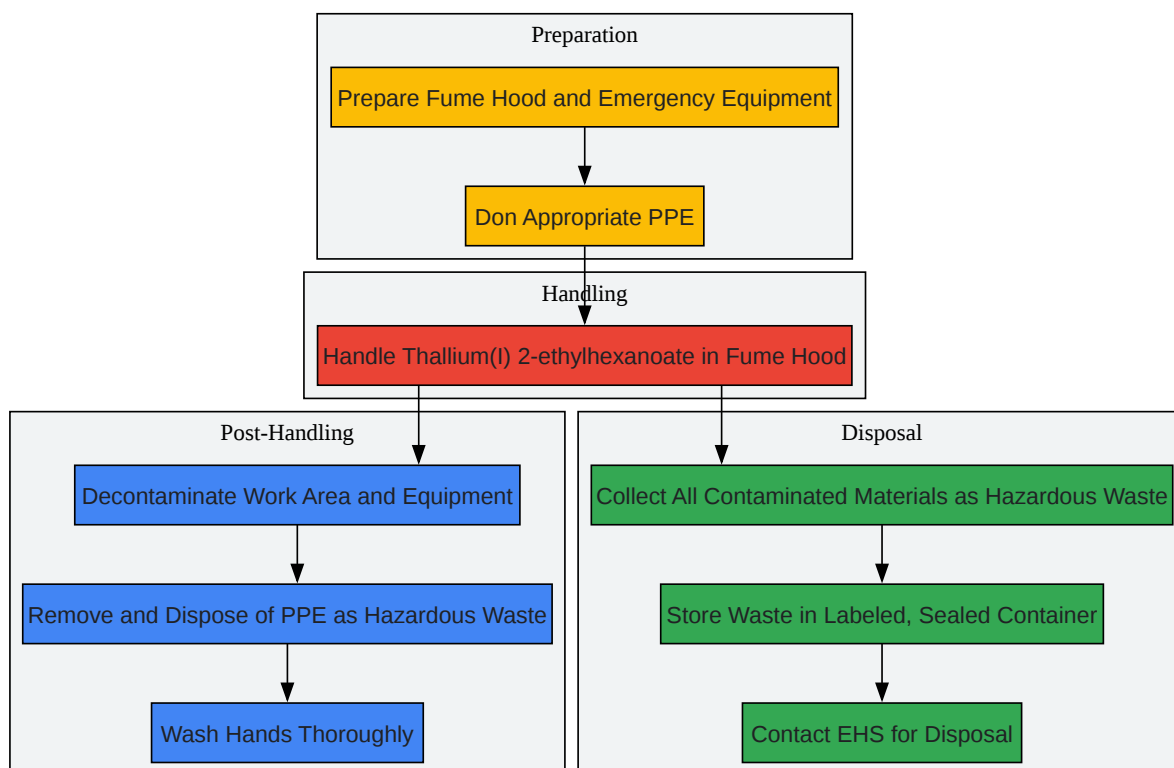 Preparation
Prepare Fume Hood and Emergency Equipment
Don Appropriate PPE
Handling
Handle Thallium(I) 2-ethylhexanoate in Fume Hood
Post-Handling
Decontaminate Work Area and Equipment
Remove and Dispose of PPE as Hazardous Waste
Wash Hands Thoroughly
Disposal
Collect All Contaminated Materials as Hazardous Waste
Store Waste in Labeled, Sealed Container
Contact EHS for Disposal